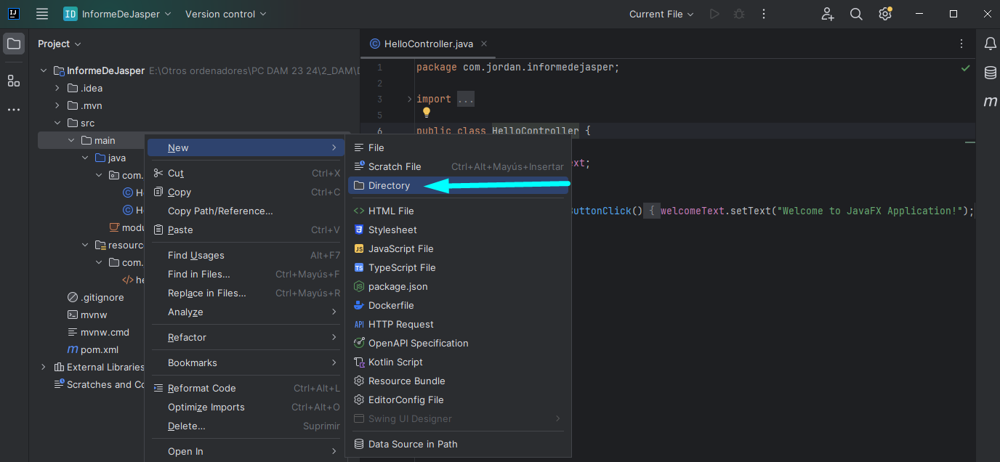 IJ
ID InformeDeJasper Version control Current File
Project
HelloController.java
InformeDeJasper E:\Otros ordenadores\PC DAM 23 24\2_DAM\D
.idea
.mvn
src
main
java
com.
H
H
modu
resourc
com.
he
.gitignore
mvnw
mvnw.cmd
m pom.xml
External Libraries
Scratches and Co
New
Cut Ctrl+X
Copy Ctrl+C
Copy Path/Reference...
Paste Ctrl+V
Find Usages Alt+F7
Find in Files... Ctrl+Mayús+F
Replace in Files... Ctrl+Mayús+R
Analyze
Refactor
Bookmarks
Reformat Code Ctrl+Alt+L
Optimize Imports Ctrl+Alt+O
Delete... Suprimir
Open In
File
Scratch File Ctrl+Alt+Mayús+Insertar
Directory
HTML File
Stylesheet
JS JavaScript File
TS TypeScript File
package.json
Dockerfile
API HTTP Request
OpenAPI Specification
Kotlin Script
Resource Bundle
EditorConfig File
Swing UI Designer
Data Source in Path
1 package com.jordan.informedejasper;
2
3 import ...
5
6 public class HelloController {
xt;
uttonClick() { welcomeText.setText("Welcome to JavaFX Application!");
m